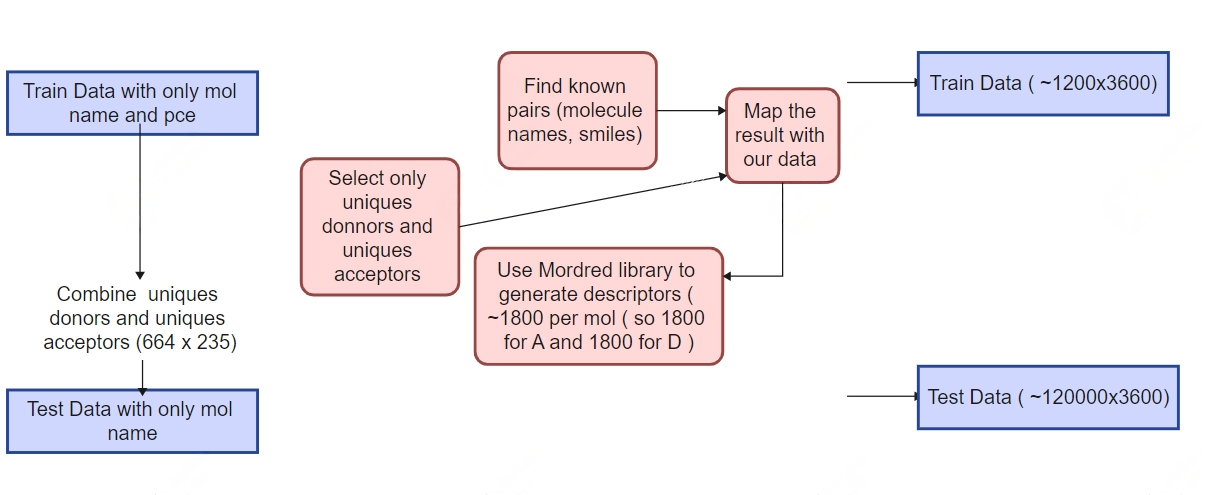 Train Data with only mol
name and pce
Combine uniques
donors and uniques
acceptors (664 x 235)
Test Data with only mol
name
Select only
uniques
donnors and
uniques
acceptors
Find known
pairs (molecule
names, smiles)
Map the
result with
our data
Use Mordred library to
generate descriptors (
~1800 per mol ( so 1800
for A and 1800 for D )
Train Data ( ~1200x3600)
Test Data ( ~120000x3600)